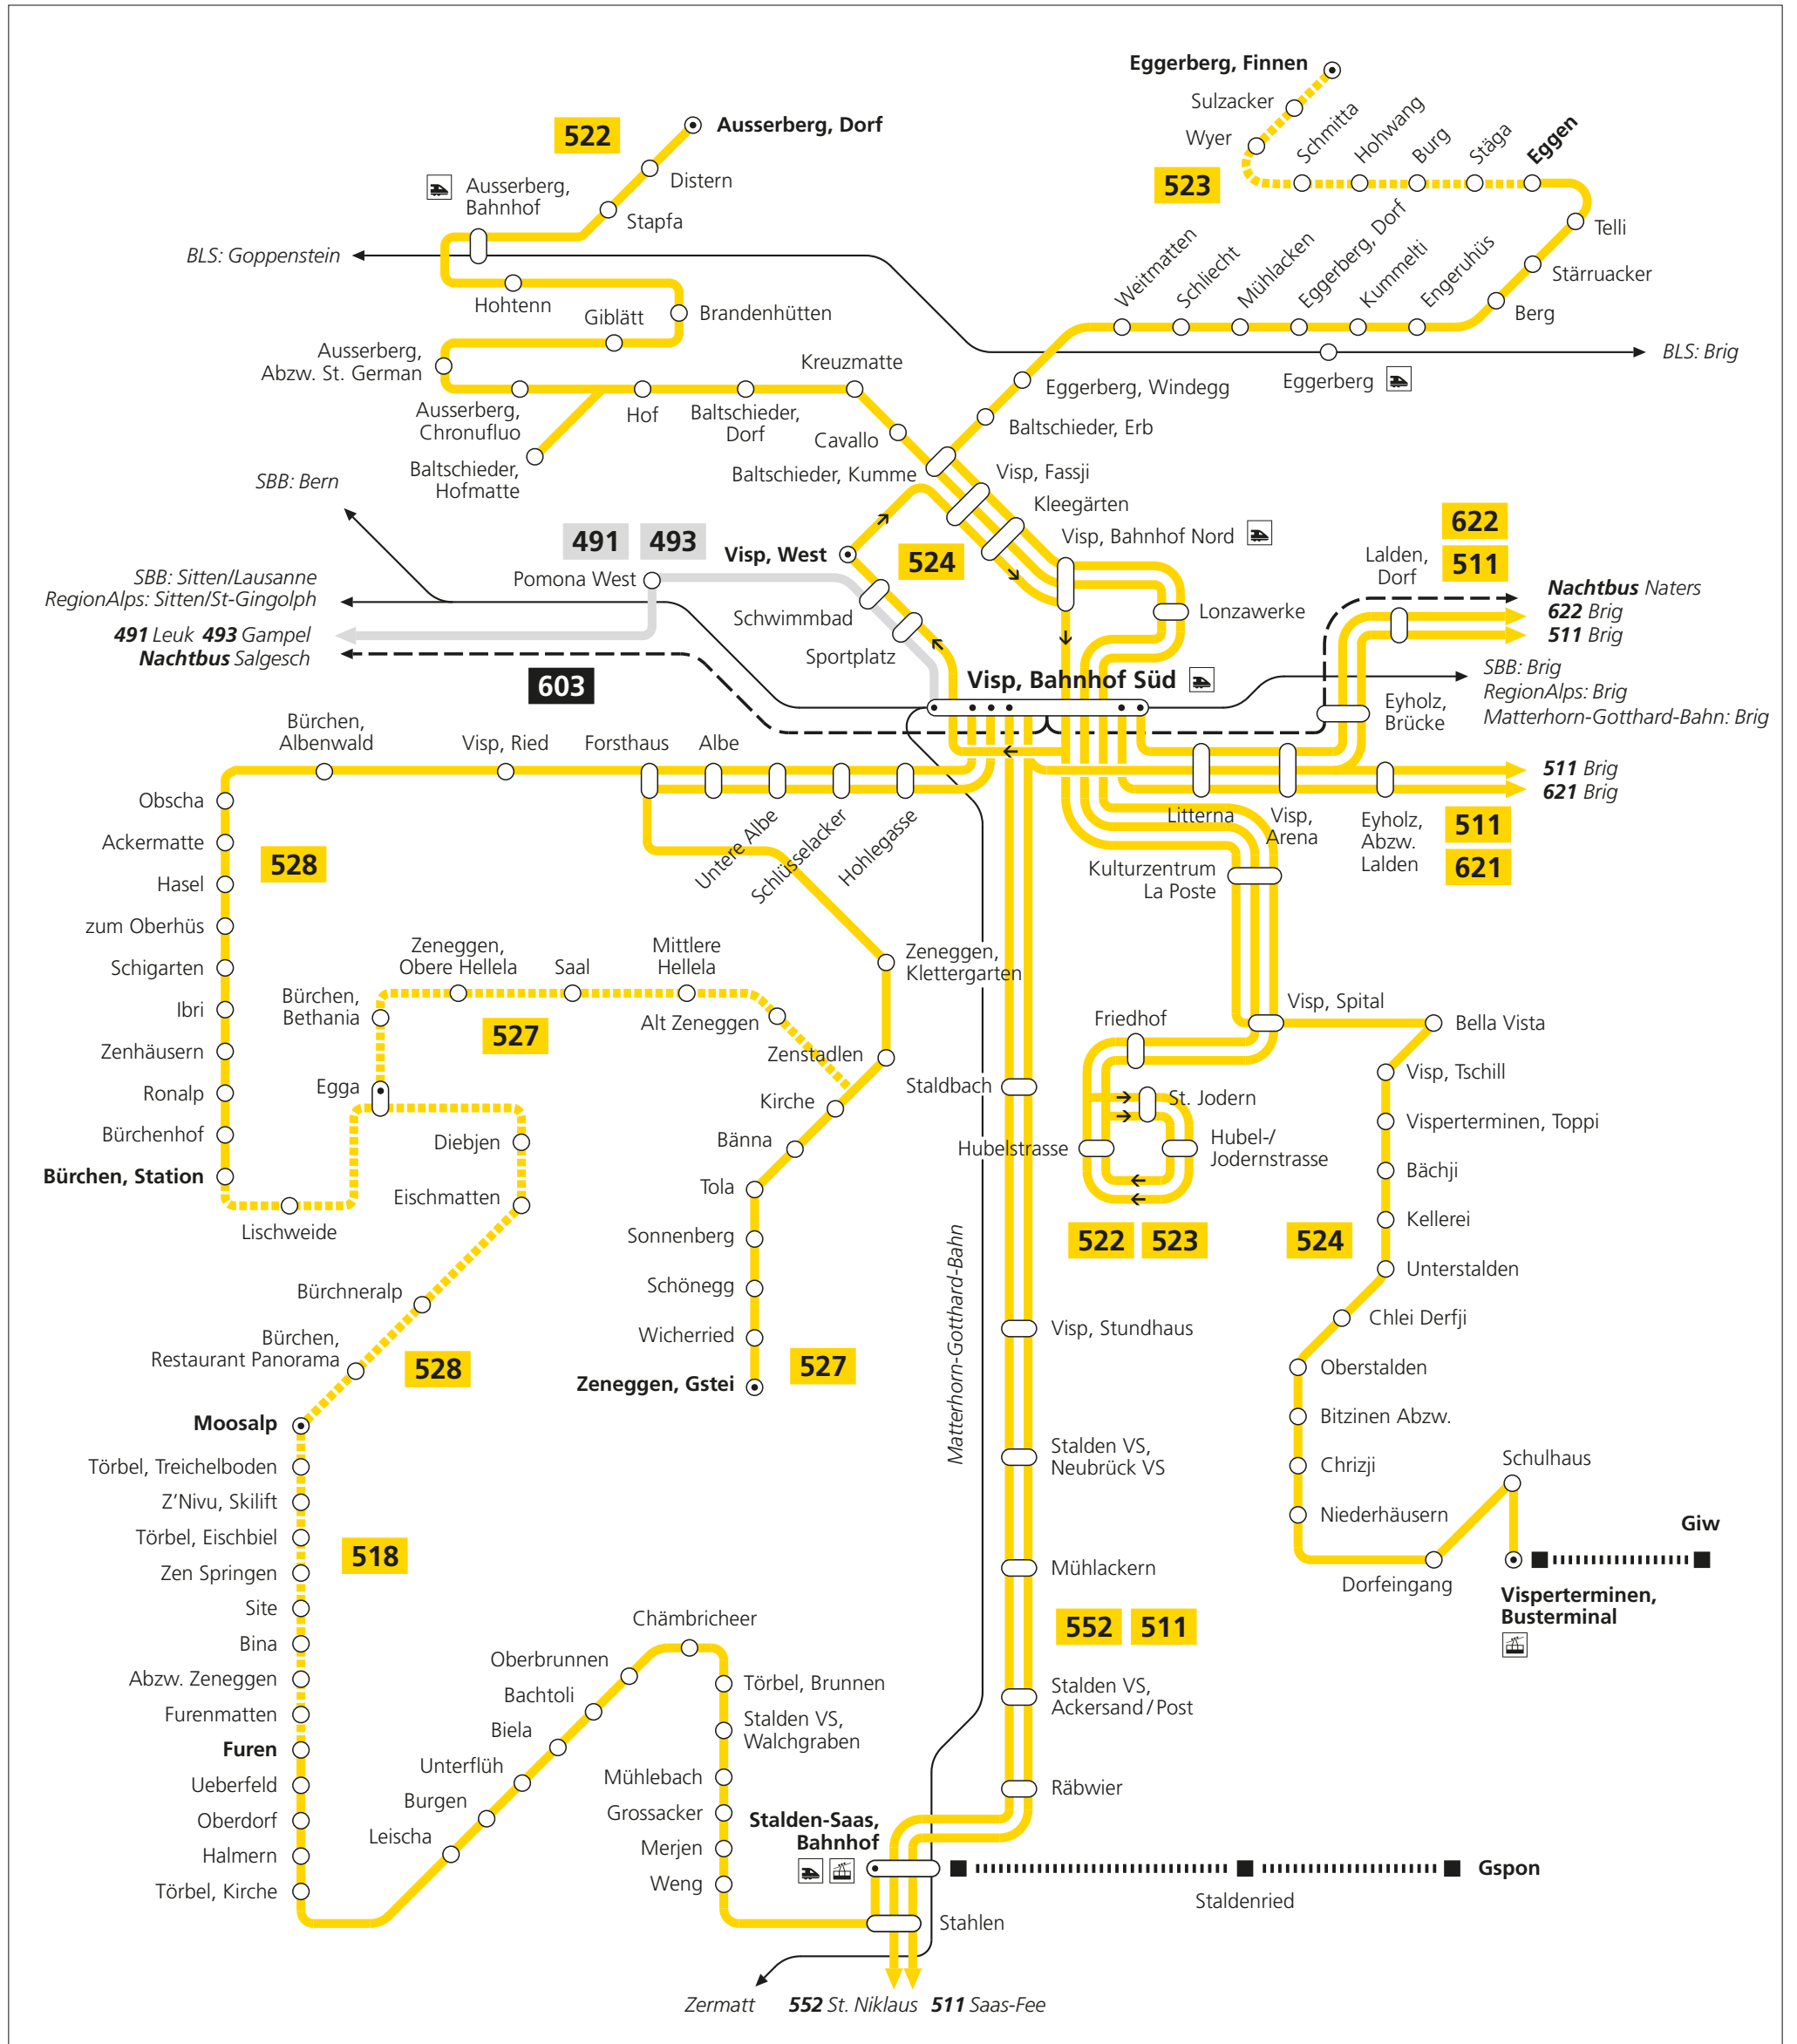 Eggerberg, Finnen
Sulzacker
Wyer
Schmitta
Hohwang
Burg
Stäga
Eggen
523
522
Ausserberg, Dorf
Distern
Stapfa
Ausserberg,
Bahnhof
BLS: Goppenstein
Hohtenn
Giblätt
Brandenhütten
Ausserberg,
Abzw. St. German
Kreuzmatte
Ausserberg,
Chronufluo
Hof
Baltschieder,
Dorf
Cavallo
Baltschieder,
Hofmatte
Baltschieder, Kumme
Telli
Stärruacker
Berg
Weitmatten
Schliecht
Mühlacken
Eggerberg, Dorf
Kummelti
Engeruhüs
BLS: Brig
Eggerberg
Eggerberg, Windegg
Baltschieder, Erb
Visp, Fassji
Kleegärten
Visp, Bahnhof Nord
SBB: Bern
491 493
Visp, West
524
Pomona West
SBB: Sitten/Lausanne
RegionAlps: Sitten/St-Gingolph
491 Leuk 493 Gampel
Nachtbus Salgesch
603
Schwimmbad
Sportplatz
Lonzawerke
622
511
Lalden,
Dorf
Nachtbus Naters
622 Brig
511 Brig
SBB: Brig
RegionAlps: Brig
Matterhorn-Gotthard-Bahn: Brig
Visp, Bahnhof Süd
Eyholz,
Brücke
511 Brig
621 Brig
Litterna
Visp,
Arena
Eyholz,
Abzw.
Lalden
511
621
Bürchen,
Albenwald
Visp, Ried
Forsthaus
Albe
Untere Albe
Schlüsselacker
Hohlegasse
Obscha
Ackermatte
Hasel
zum Oberhüs
Schigarten
Ibri
Zenhäusern
Ronalp
Bürchenhof
Bürchen, Station
528
Lischweide
Zeneggen,
Obere Hellela
Saal
Mittlere
Hellela
Bürchen,
Bethania
527
Alt Zeneggen
Egga
Diebjen
Eischmatten
Bürchneralp
Bürchen,
Restaurant Panorama
528
Moosalp
Zeneggen,
Klettergarten
Zenstadlen
Kirche
Bänna
Tola
Sonnenberg
Schönegg
Wicherried
Zeneggen, Gstei
527
Kulturzentrum
La Poste
Visp, Spital
Bella Vista
Friedhof
St. Jodern
Hubelstrasse
Hubel-/
Jodernstrasse
522 523
Visp, Tschill
Visperterminen, Toppi
Bächji
Kellerei
Unterstalden
524
Chlei Derfji
Oberstalden
Bitzinen Abzw.
Chrizji
Niederhäusern
Dorfeingang
Schulhaus
Giw
Visperterminen,
Busterminal
Matterhorn-Gotthard-Bahn
Staldbach
Visp, Stundhaus
Stalden VS,
Neubrück VS
Mühlackern
552 511
Stalden VS,
Ackersand/Post
Räbwier
Törbel, Treichelboden
Z'Nivu, Skilift
Törbel, Eischbiel
Zen Springen
Site
Bina
Abzw. Zeneggen
Furenmatten
Furen
Ueberfeld
Oberdorf
Halmern
Törbel, Kirche
518
Leischa
Burgen
Unterflüh
Biela
Bachtoli
Oberbrunnen
Chämbricheer
Törbel, Brunnen
Stalden VS,
Walchgraben
Mühlebach
Grossacker
Merjen
Weng
Stalden-Saas,
Bahnhof
Staldenried
Gspon
Stahlen
Zermatt
552 St. Niklaus 511 Saas-Fee